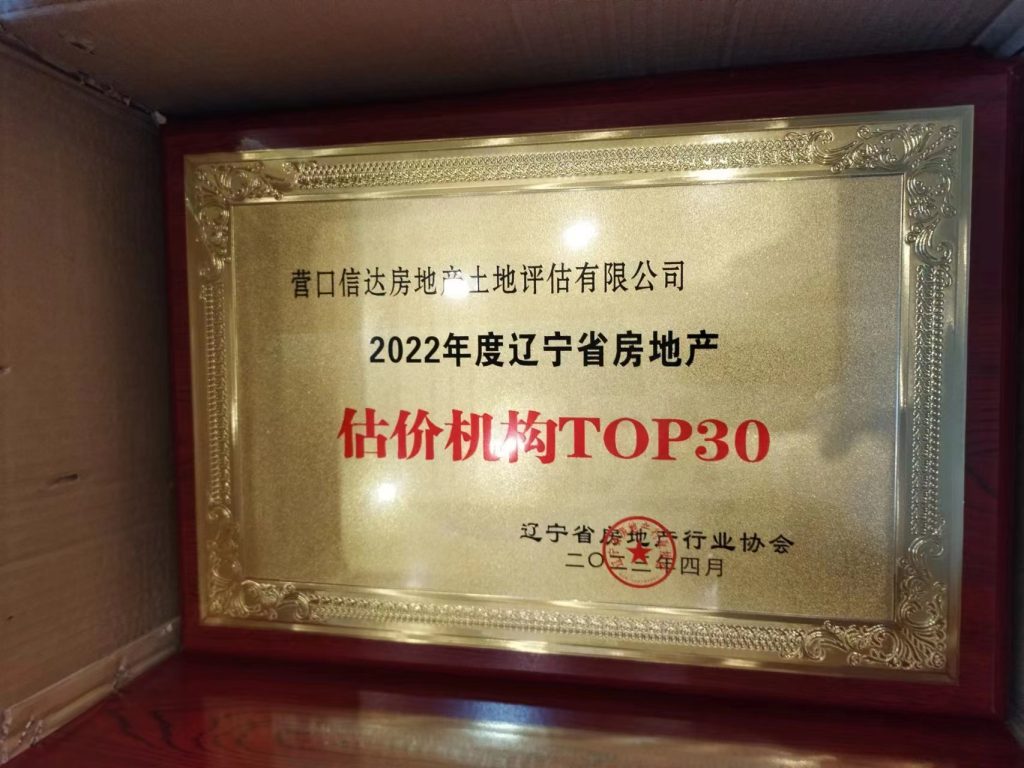 营口信达房地产土地评估有限公司
2022年度辽宁省房地产
估价机构TOP30
辽宁省房地产行业协会
二〇二三年四月